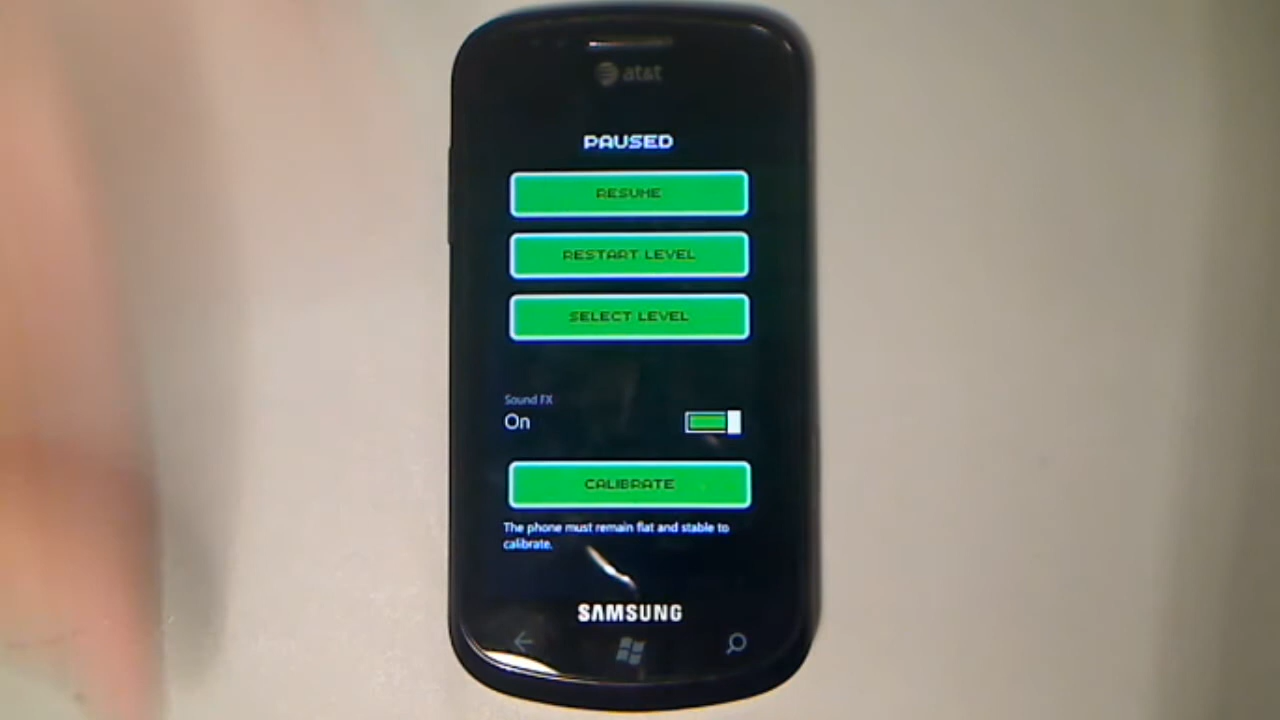 at&t
PAUSED
RESUME
RESTART LEVEL
SELECT LEVEL
Sound FX
On
CALIBRATE
The phone must remain flat and stable to
calibrate.
SAMSUNG